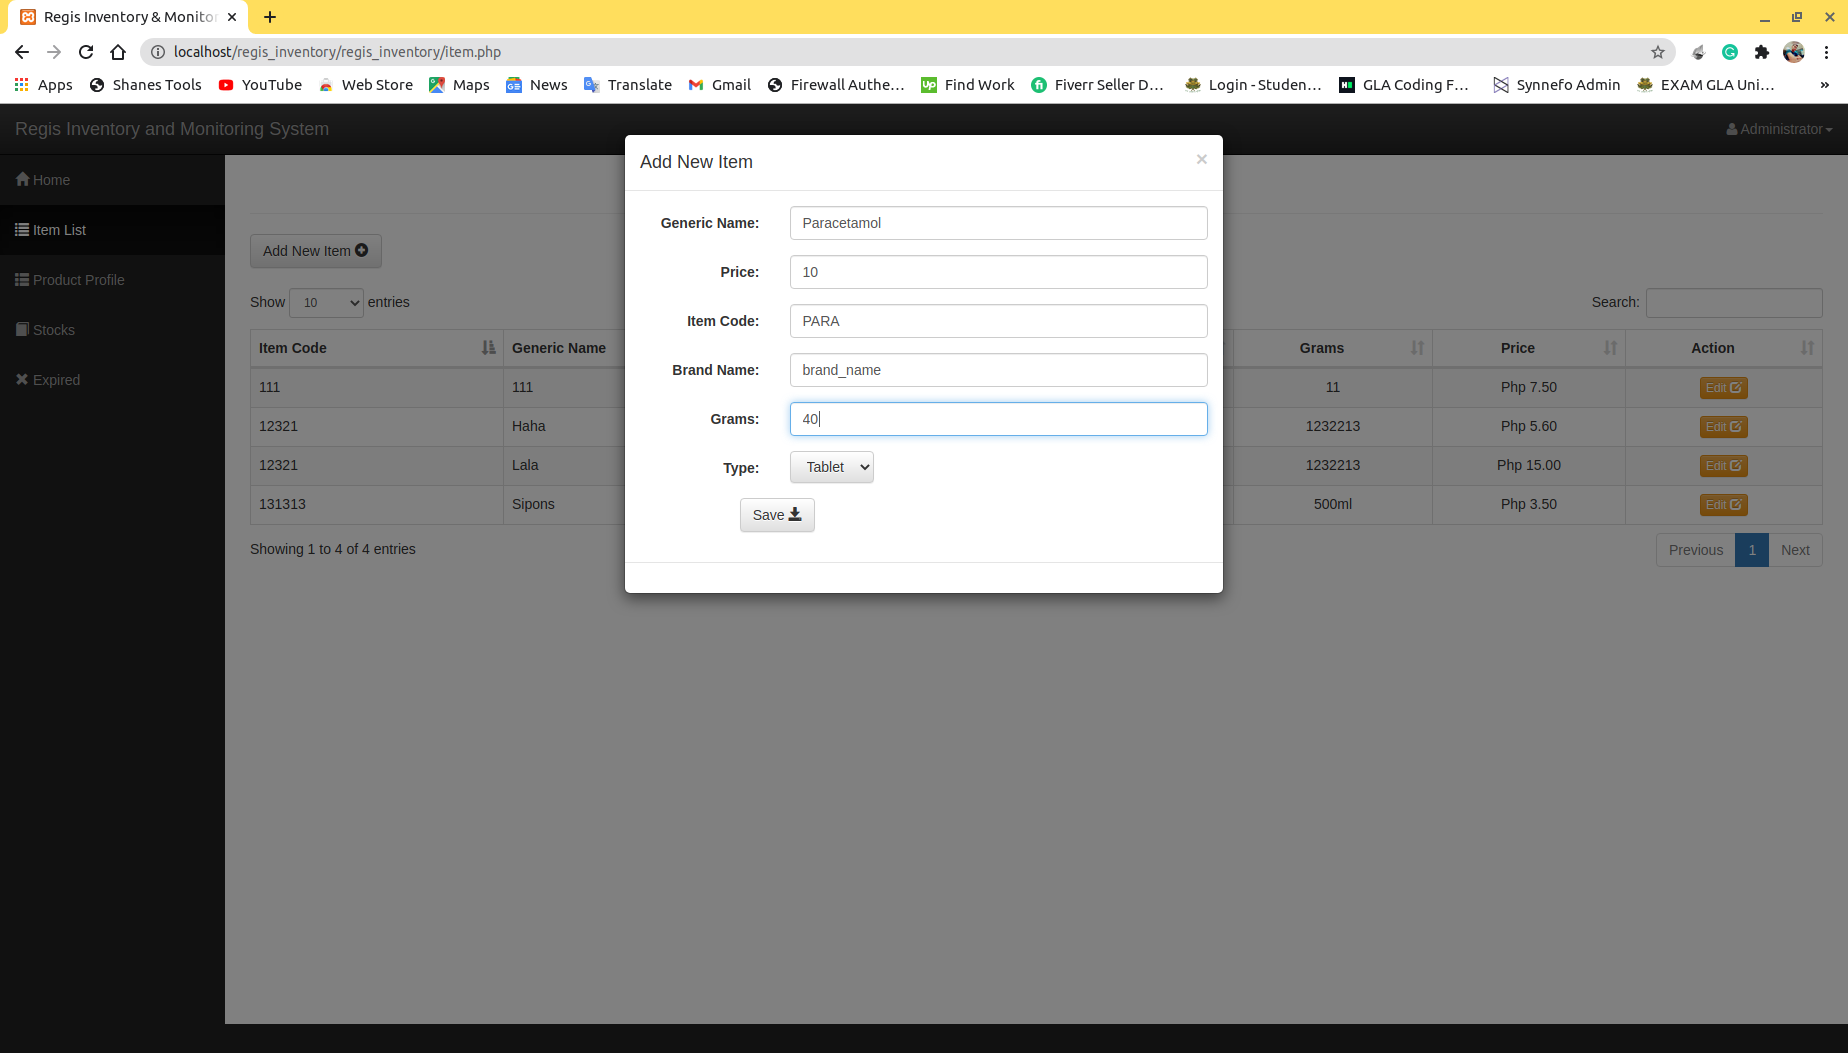 Regis Inventory & Monitor
localhost/regis_inventory/regis_inventory/item.php
Apps Shanes Tools YouTube Web Store Maps News Translate Gmail Firewall Authe... Find Work Fiverr Seller D... Login - Studen... GLA Coding F... Synnefo Admin EXAM GLA Uni... »
Regis Inventory and Monitoring System Administrator
Home
Item List
Product Profile
Stocks
Expired
Add New Item
Show 10 entries
Search:
Item Code Generic Name Grams Price Action
111 111 11 Php 7.50 Edit
12321 Haha 1232213 Php 5.60 Edit
12321 Lala 1232213 Php 15.00 Edit
131313 Sipons 500ml Php 3.50 Edit
Showing 1 to 4 of 4 entries
Previous 1 Next
Add New Item ×
Generic Name: Paracetamol
Price: 10
Item Code: PARA
Brand Name: brand_name
Grams: 40
Type: Tablet
Save